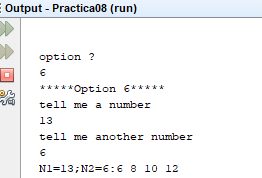 Output - Practica08 (run)
option ?
6
*****Option 6*****
tell me a number
13
tell me another number
6
N1=13;N2=6:6 8 10 12